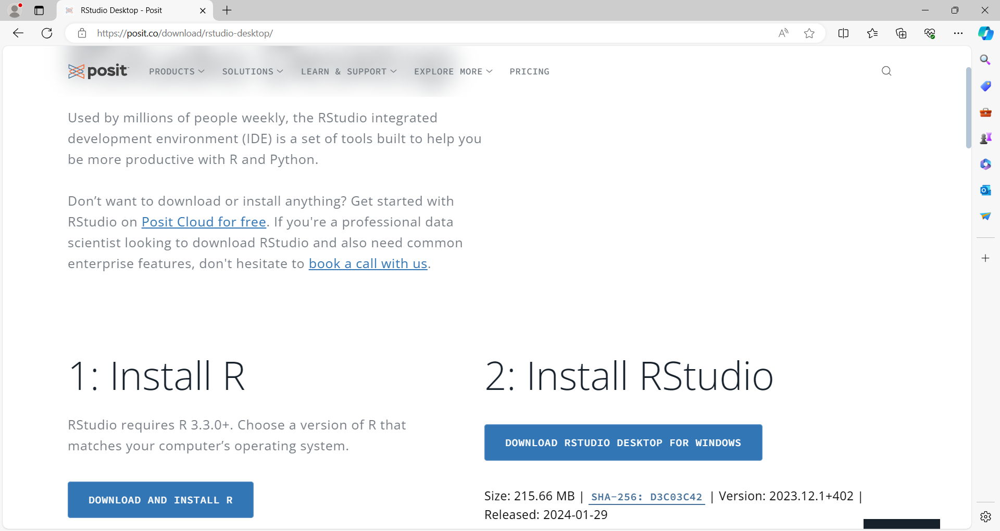 RStudio Desktop - Posit
https://posit.co/download/rstudio-desktop/
posit
PRODUCTS SOLUTIONS LEARN & SUPPORT EXPLORE MORE PRICING
Used by millions of people weekly, the RStudio integrated
development environment (IDE) is a set of tools built to help you
be more productive with R and Python.
Don’t want to download or install anything? Get started with
RStudio on Posit Cloud for free. If you're a professional data
scientist looking to download RStudio and also need common
enterprise features, don't hesitate to book a call with us.
1: Install R
RStudio requires R 3.3.0+. Choose a version of R that
matches your computer’s operating system.
DOWNLOAD AND INSTALL R
2: Install RStudio
DOWNLOAD RSTUDIO DESKTOP FOR WINDOWS
Size: 215.66 MB | SHA-256: D3C03C42 | Version: 2023.12.1+402 |
Released: 2024-01-29